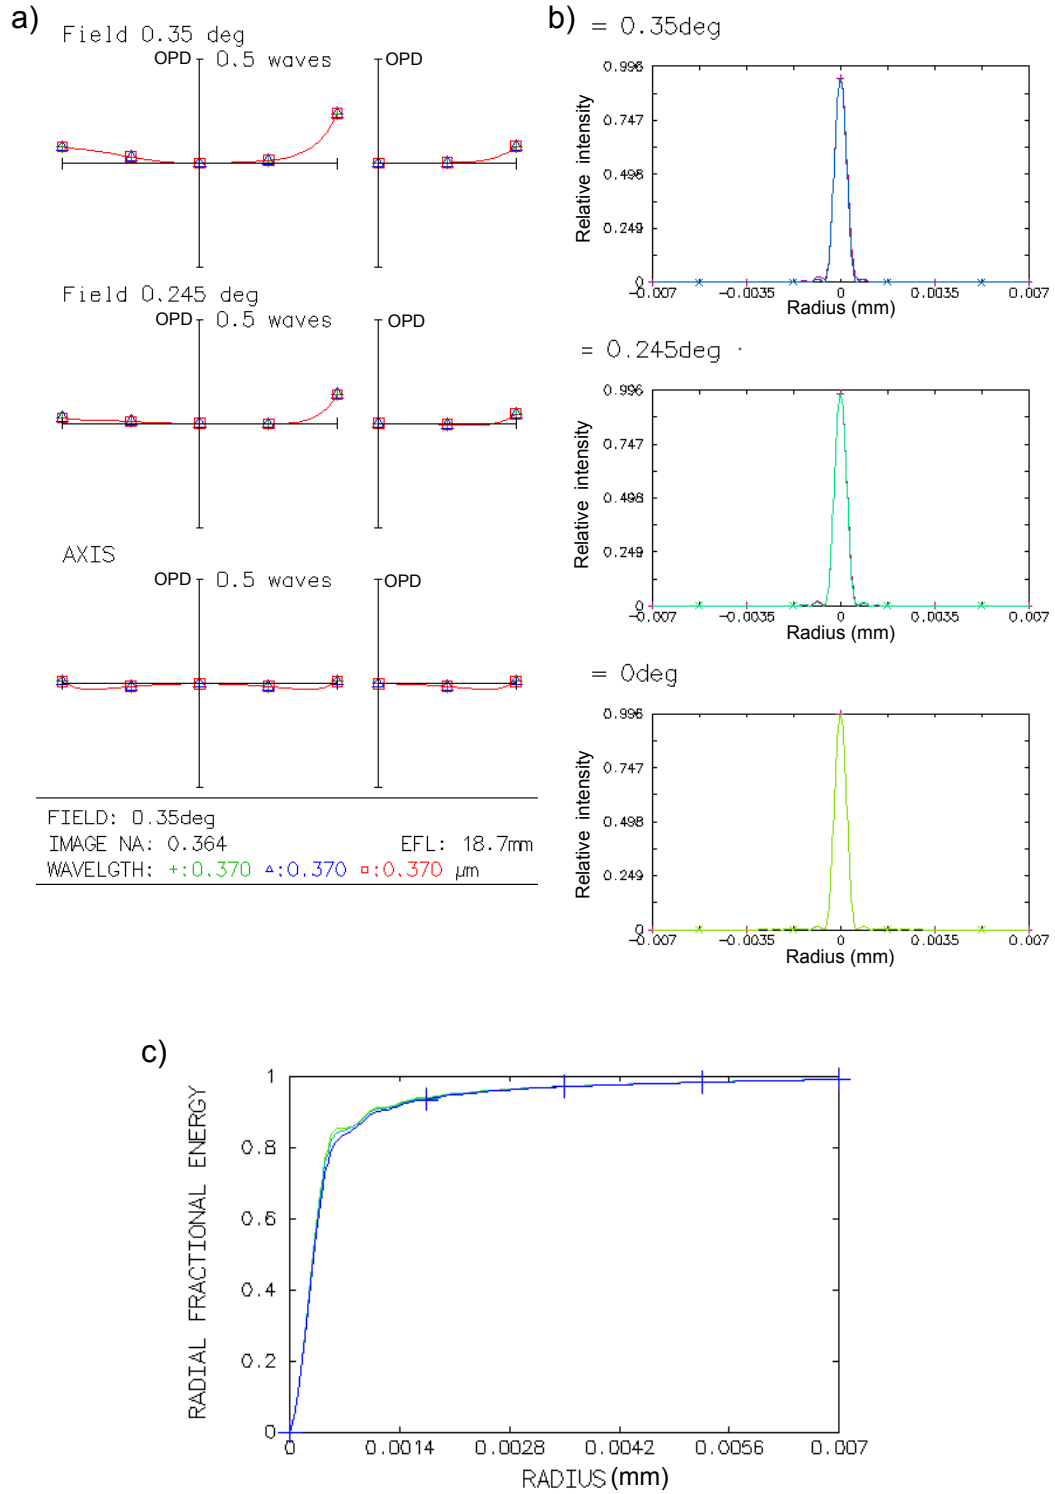 a)
Field 0.35 deg
OPD 0.5 waves OPD
Field 0.245 deg
OPD 0.5 waves OPD
AXIS
OPD 0.5 waves OPD
FIELD: 0.35deg
IMAGE NA: 0.364 EFL: 18.7mm
WAVELGTH: +:0.370 ▵:0.370 □:0.370 µm
b)
= 0.35deg
Relative intensity
0.996
0.747
0.498
0.249
0
-0.007 -0.0035 0 0.0035 0.007
Radius (mm)
= 0.245deg
Relative intensity
0.996
0.747
0.498
0.249
0
-0.007 -0.0035 0 0.0035 0.007
Radius (mm)
= 0deg
Relative intensity
0.996
0.747
0.498
0.249
0
-0.007 -0.0035 0 0.0035 0.007
Radius (mm)
c)
RADIAL FRACTIONAL ENERGY
1
0.8
0.6
0.4
0.2
0
0 0.0014 0.0028 0.0042 0.0056 0.007
RADIUS (mm)